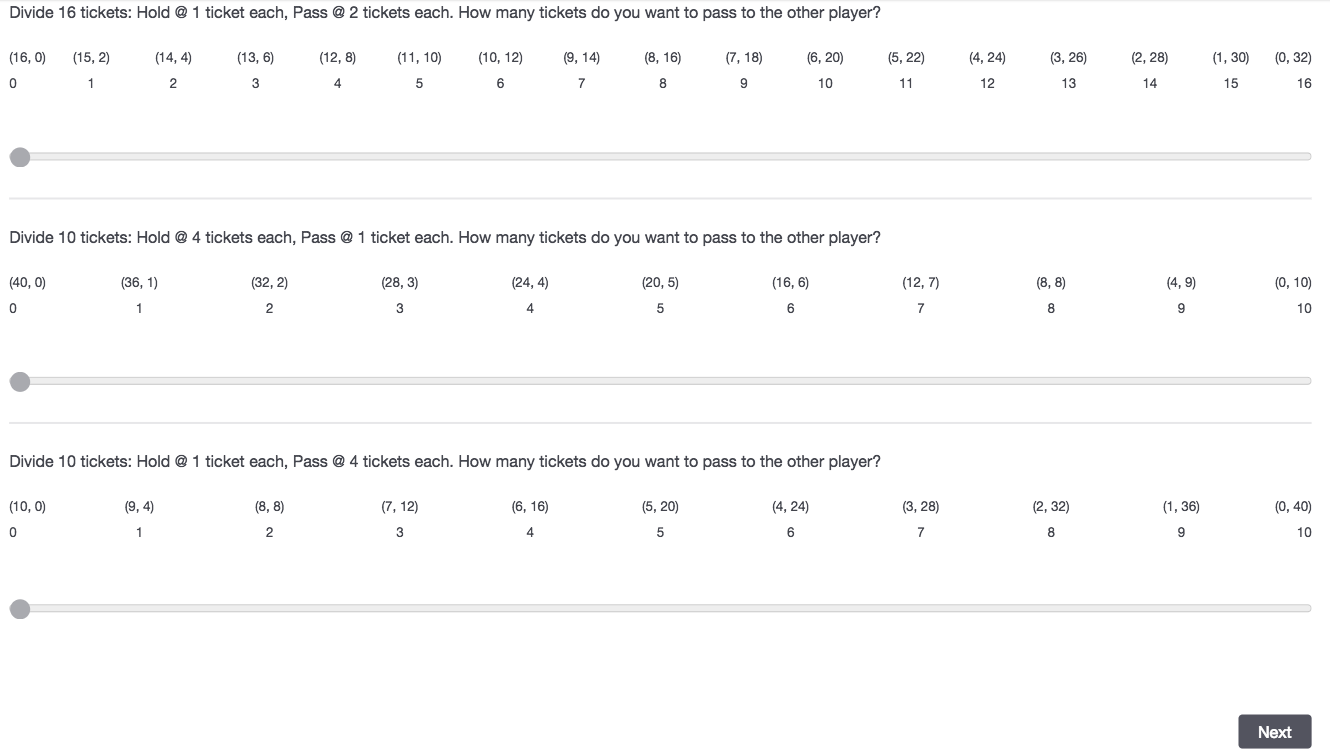 Divide 16 tickets: Hold @ 1 ticket each, Pass @ 2 tickets each. How many tickets do you want to pass to the other player?
(16, 0) (15, 2) (14, 4) (13, 6) (12, 8) (11, 10) (10, 12) (9, 14) (8, 16) (7, 18) (6, 20) (5, 22) (4, 24) (3, 26) (2, 28) (1, 30) (0, 32)
0 1 2 3 4 5 6 7 8 9 10 11 12 13 14 15 16
Divide 10 tickets: Hold @ 4 tickets each, Pass @ 1 ticket each. How many tickets do you want to pass to the other player?
(40, 0) (36, 1) (32, 2) (28, 3) (24, 4) (20, 5) (16, 6) (12, 7) (8, 8) (4, 9) (0, 10)
0 1 2 3 4 5 6 7 8 9 10
Divide 10 tickets: Hold @ 1 ticket each, Pass @ 4 tickets each. How many tickets do you want to pass to the other player?
(10, 0) (9, 4) (8, 8) (7, 12) (6, 16) (5, 20) (4, 24) (3, 28) (2, 32) (1, 36) (0, 40)
0 1 2 3 4 5 6 7 8 9 10
Next